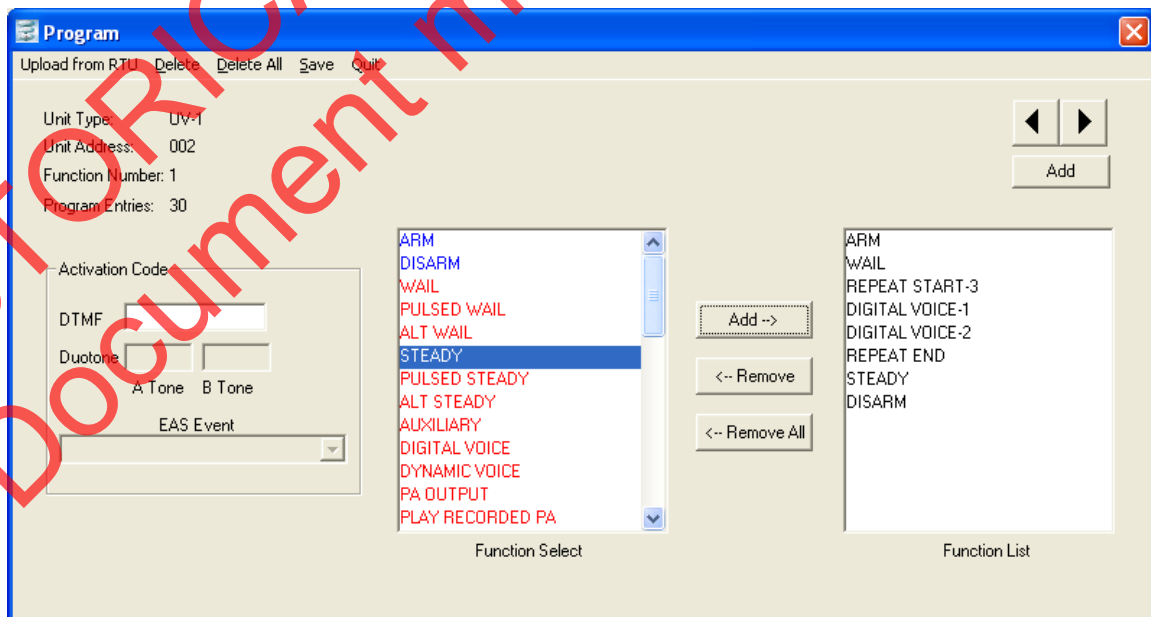 Program
Upload from RTU Delete Delete All Save Quit
Unit Type: UV-1
Unit Address: 002
Function Number: 1
Program Entries: 30
Add
Activation Code
DTMF
Duotone
A Tone B Tone
EAS Event
ARM
DISARM
WAIL
PULSED WAIL
ALT WAIL
STEADY
PULSED STEADY
ALT STEADY
AUXILIARY
DIGITAL VOICE
DYNAMIC VOICE
PA OUTPUT
PLAY RECORDED PA
Function Select
Add -->
<-- Remove
<-- Remove All
ARM
WAIL
REPEAT START-3
DIGITAL VOICE-1
DIGITAL VOICE-2
REPEAT END
STEADY
DISARM
Function List
TORICA
Document m